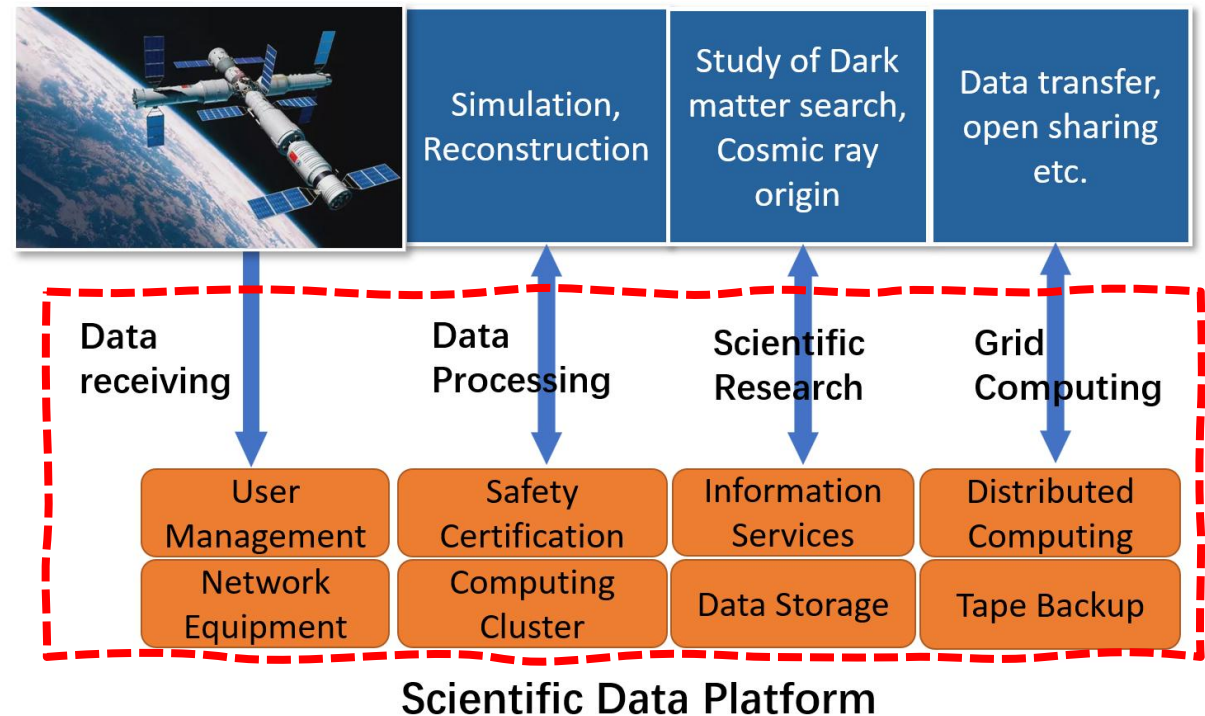 Simulation,
Reconstruction
Study of Dark
matter search,
Cosmic ray
origin
Data transfer,
open sharing
etc.
Data
receiving
Data
Processing
Scientific
Research
Grid
Computing
User
Management
Safety
Certification
Information
Services
Distributed
Computing
Network
Equipment
Computing
Cluster
Data Storage
Tape Backup
Scientific Data Platform